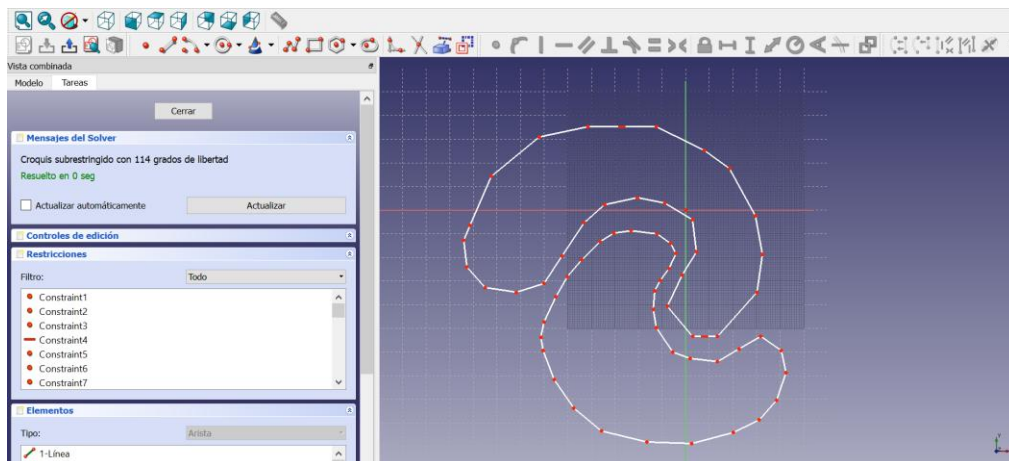 Vista combinada
Modelo Tareas
Cerrar
Mensajes del Solver
Croquis subrestringido con 114 grados de libertad
Resuelto en 0 seg
Actualizar automáticamente Actualizar
Controles de edición
Restricciones
Filtro: Todo
Constraint1
Constraint2
Constraint3
Constraint4
Constraint5
Constraint6
Constraint7
Elementos
Tipo: Arista
1-Línea